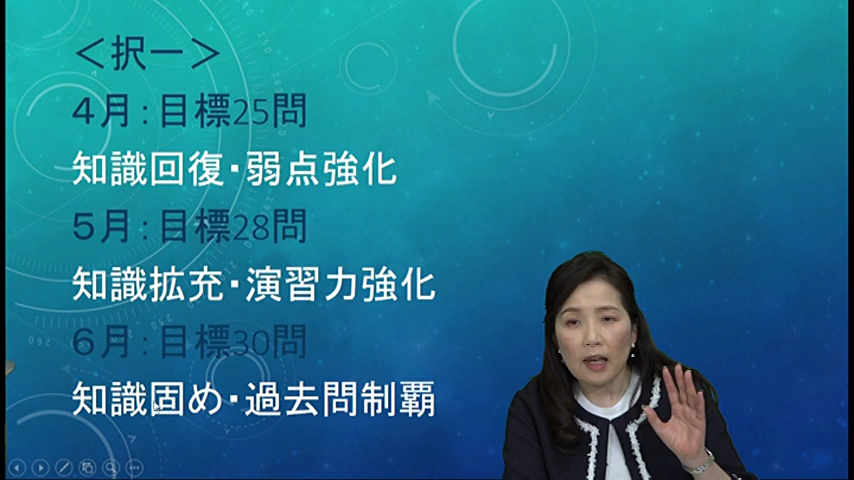 ＜択一＞
４月：目標25問
知識回復・弱点強化
５月：目標28問
知識拡充・演習力強化
６月：目標30問
知識固め・過去問制覇